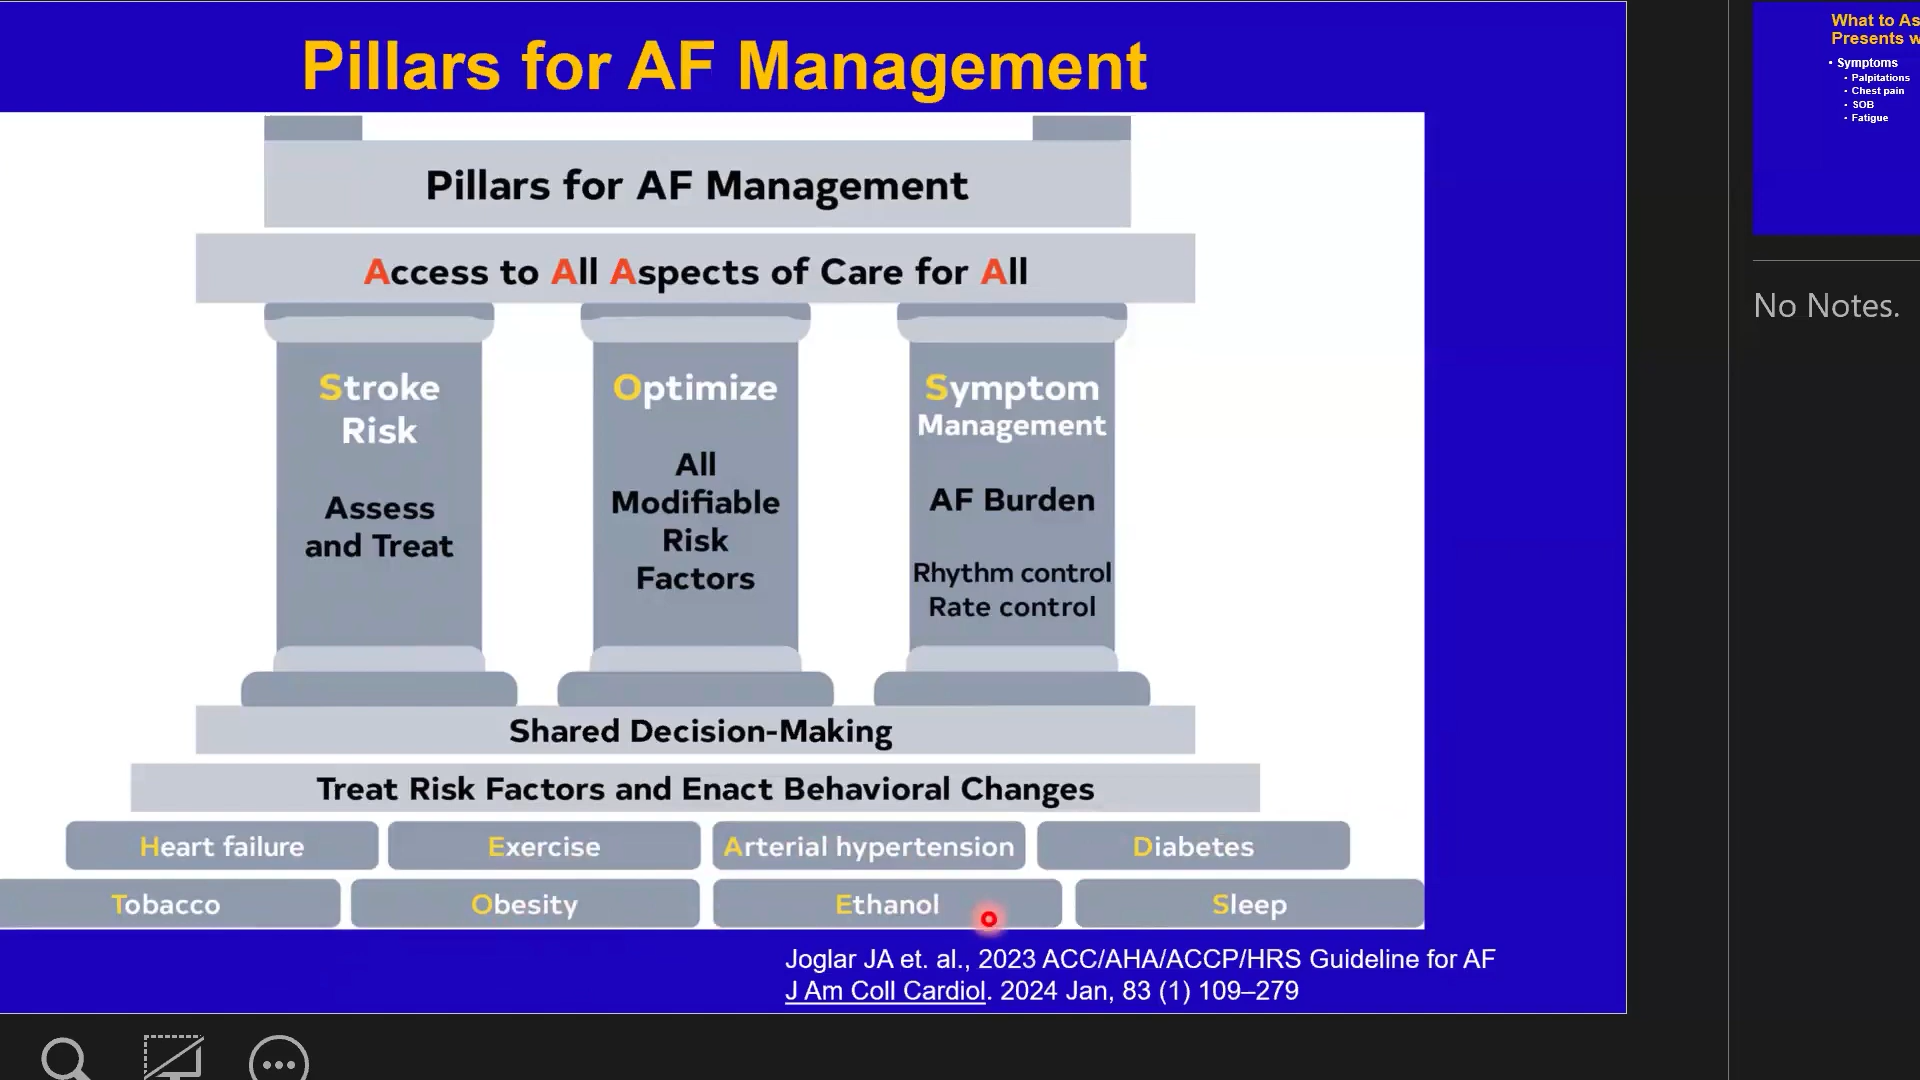 Pillars for AF Management
Pillars for AF Management
Access to All Aspects of Care for All
Stroke
Risk
Assess
and Treat
Optimize
All
Modifiable
Risk
Factors
Symptom
Management
AF Burden
Rhythm control
Rate control
Shared Decision-Making
Treat Risk Factors and Enact Behavioral Changes
Heart failure
Exercise
Arterial hypertension
Diabetes
Tobacco
Obesity
Ethanol
Sleep
Joglar JA et. al., 2023 ACC/AHA/ACCP/HRS Guideline for AF
J Am Coll Cardiol. 2024 Jan, 83 (1) 109–279
What to
Presents
• Symptoms
• Palpitations
• Chest pain
• SOB
• Fatigue
No Notes.